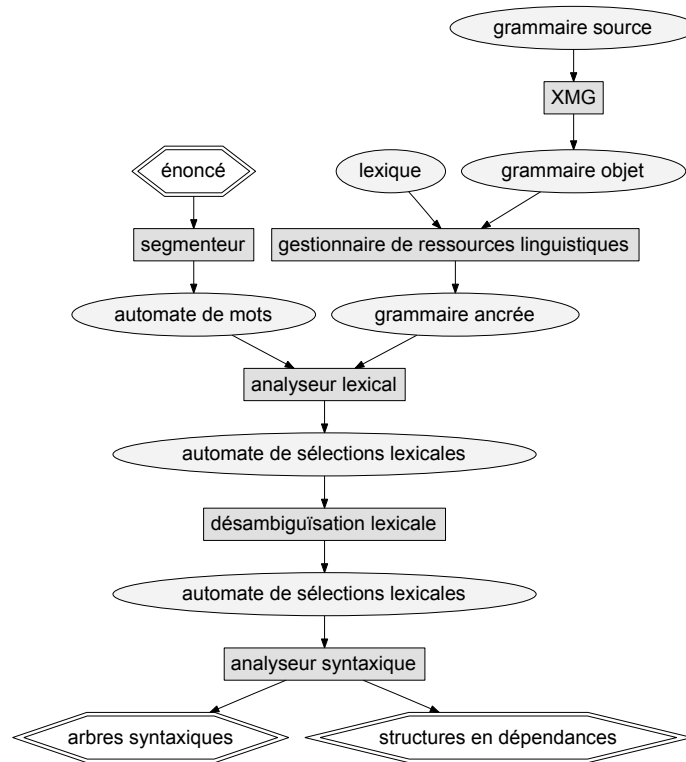 grammaire source
XMG
énoncé
lexique
grammaire objet
segmenteur
gestionnaire de ressources linguistiques
automate de mots
grammaire ancrée
analyseur lexical
automate de sélections lexicales
désambiguïsation lexicale
automate de sélections lexicales
analyseur syntaxique
arbres syntaxiques
structures en dépendances